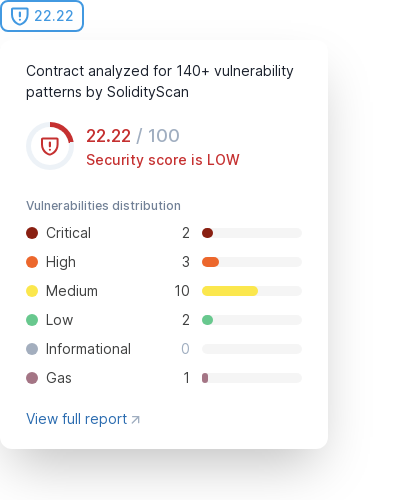 22.22
Contract analyzed for 140+ vulnerability
patterns by SolidityScan
22.22 / 100
Security score is LOW
Vulnerabilities distribution
Critical 2
High 3
Medium 10
Low 2
Informational 0
Gas 1
View full report